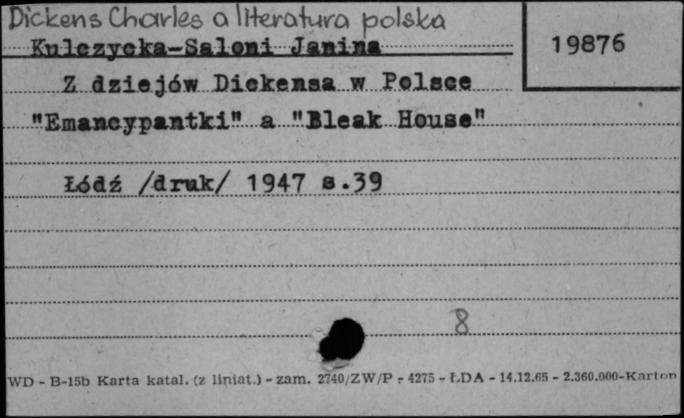 Dickens Charles a literatura polska
Kulczycka-Saloni Janina
19876
Z dziejów Dickensa w Polsce
"Emancypantki" a "Bleak House"
Łódź /druk/ 1947 s.39
8
WD - B-15b Karta katal. (z liniat.) - zam. 2740/ZW/P - 4275 - ŁDA - 14.12.65 - 2.360.000-Karton